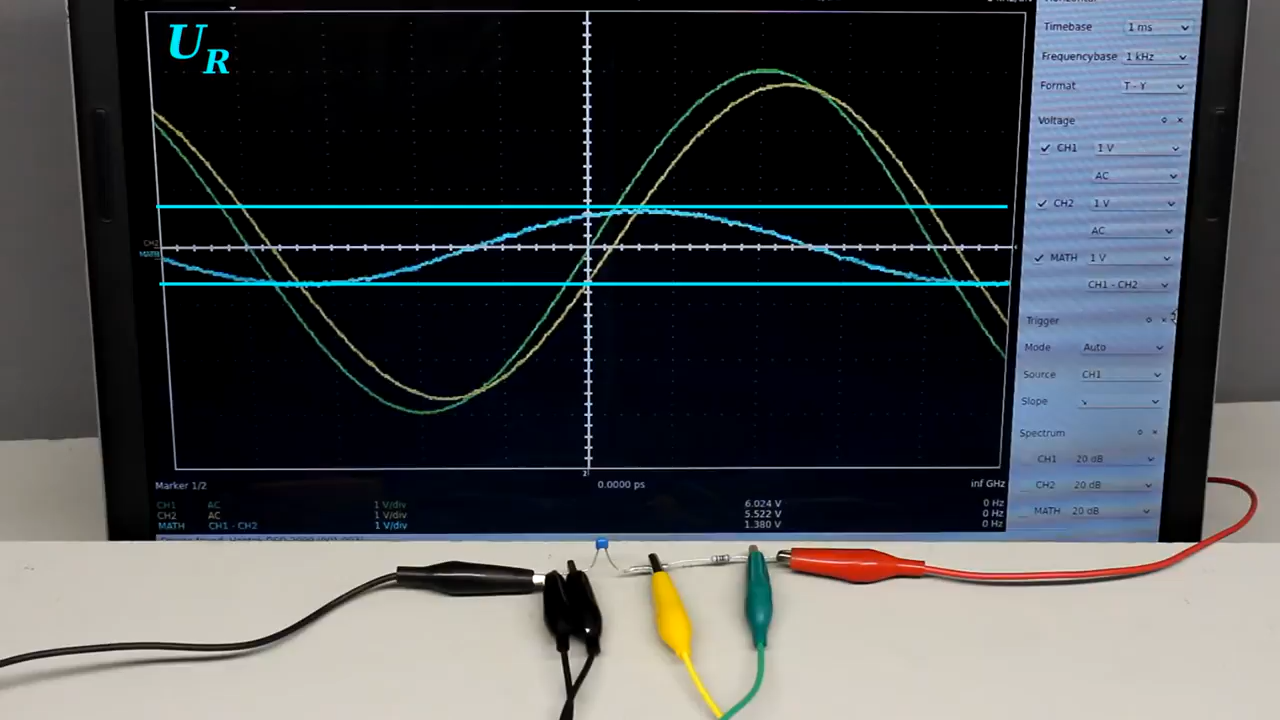 U_R
Timebase 1 ms
Frequencybase 1 kHz
Format T - Y
Voltage
CH1 1 V
AC
CH2 1 V
AC
CH2
MATH
MATH 1 V
CH1 - CH2
Trigger
Mode Auto
Source CH1
Slope
Spectrum
CH1 20 dB
CH2 20 dB
MATH 20 dB
Marker 1/2 0.0000 ps inf GHz
CH1 AC 1 V/div 6.024 V 0 Hz
CH2 AC 1 V/div 5.522 V 0 Hz
MATH CH1 - CH2 1 V/div 1.380 V 0 Hz